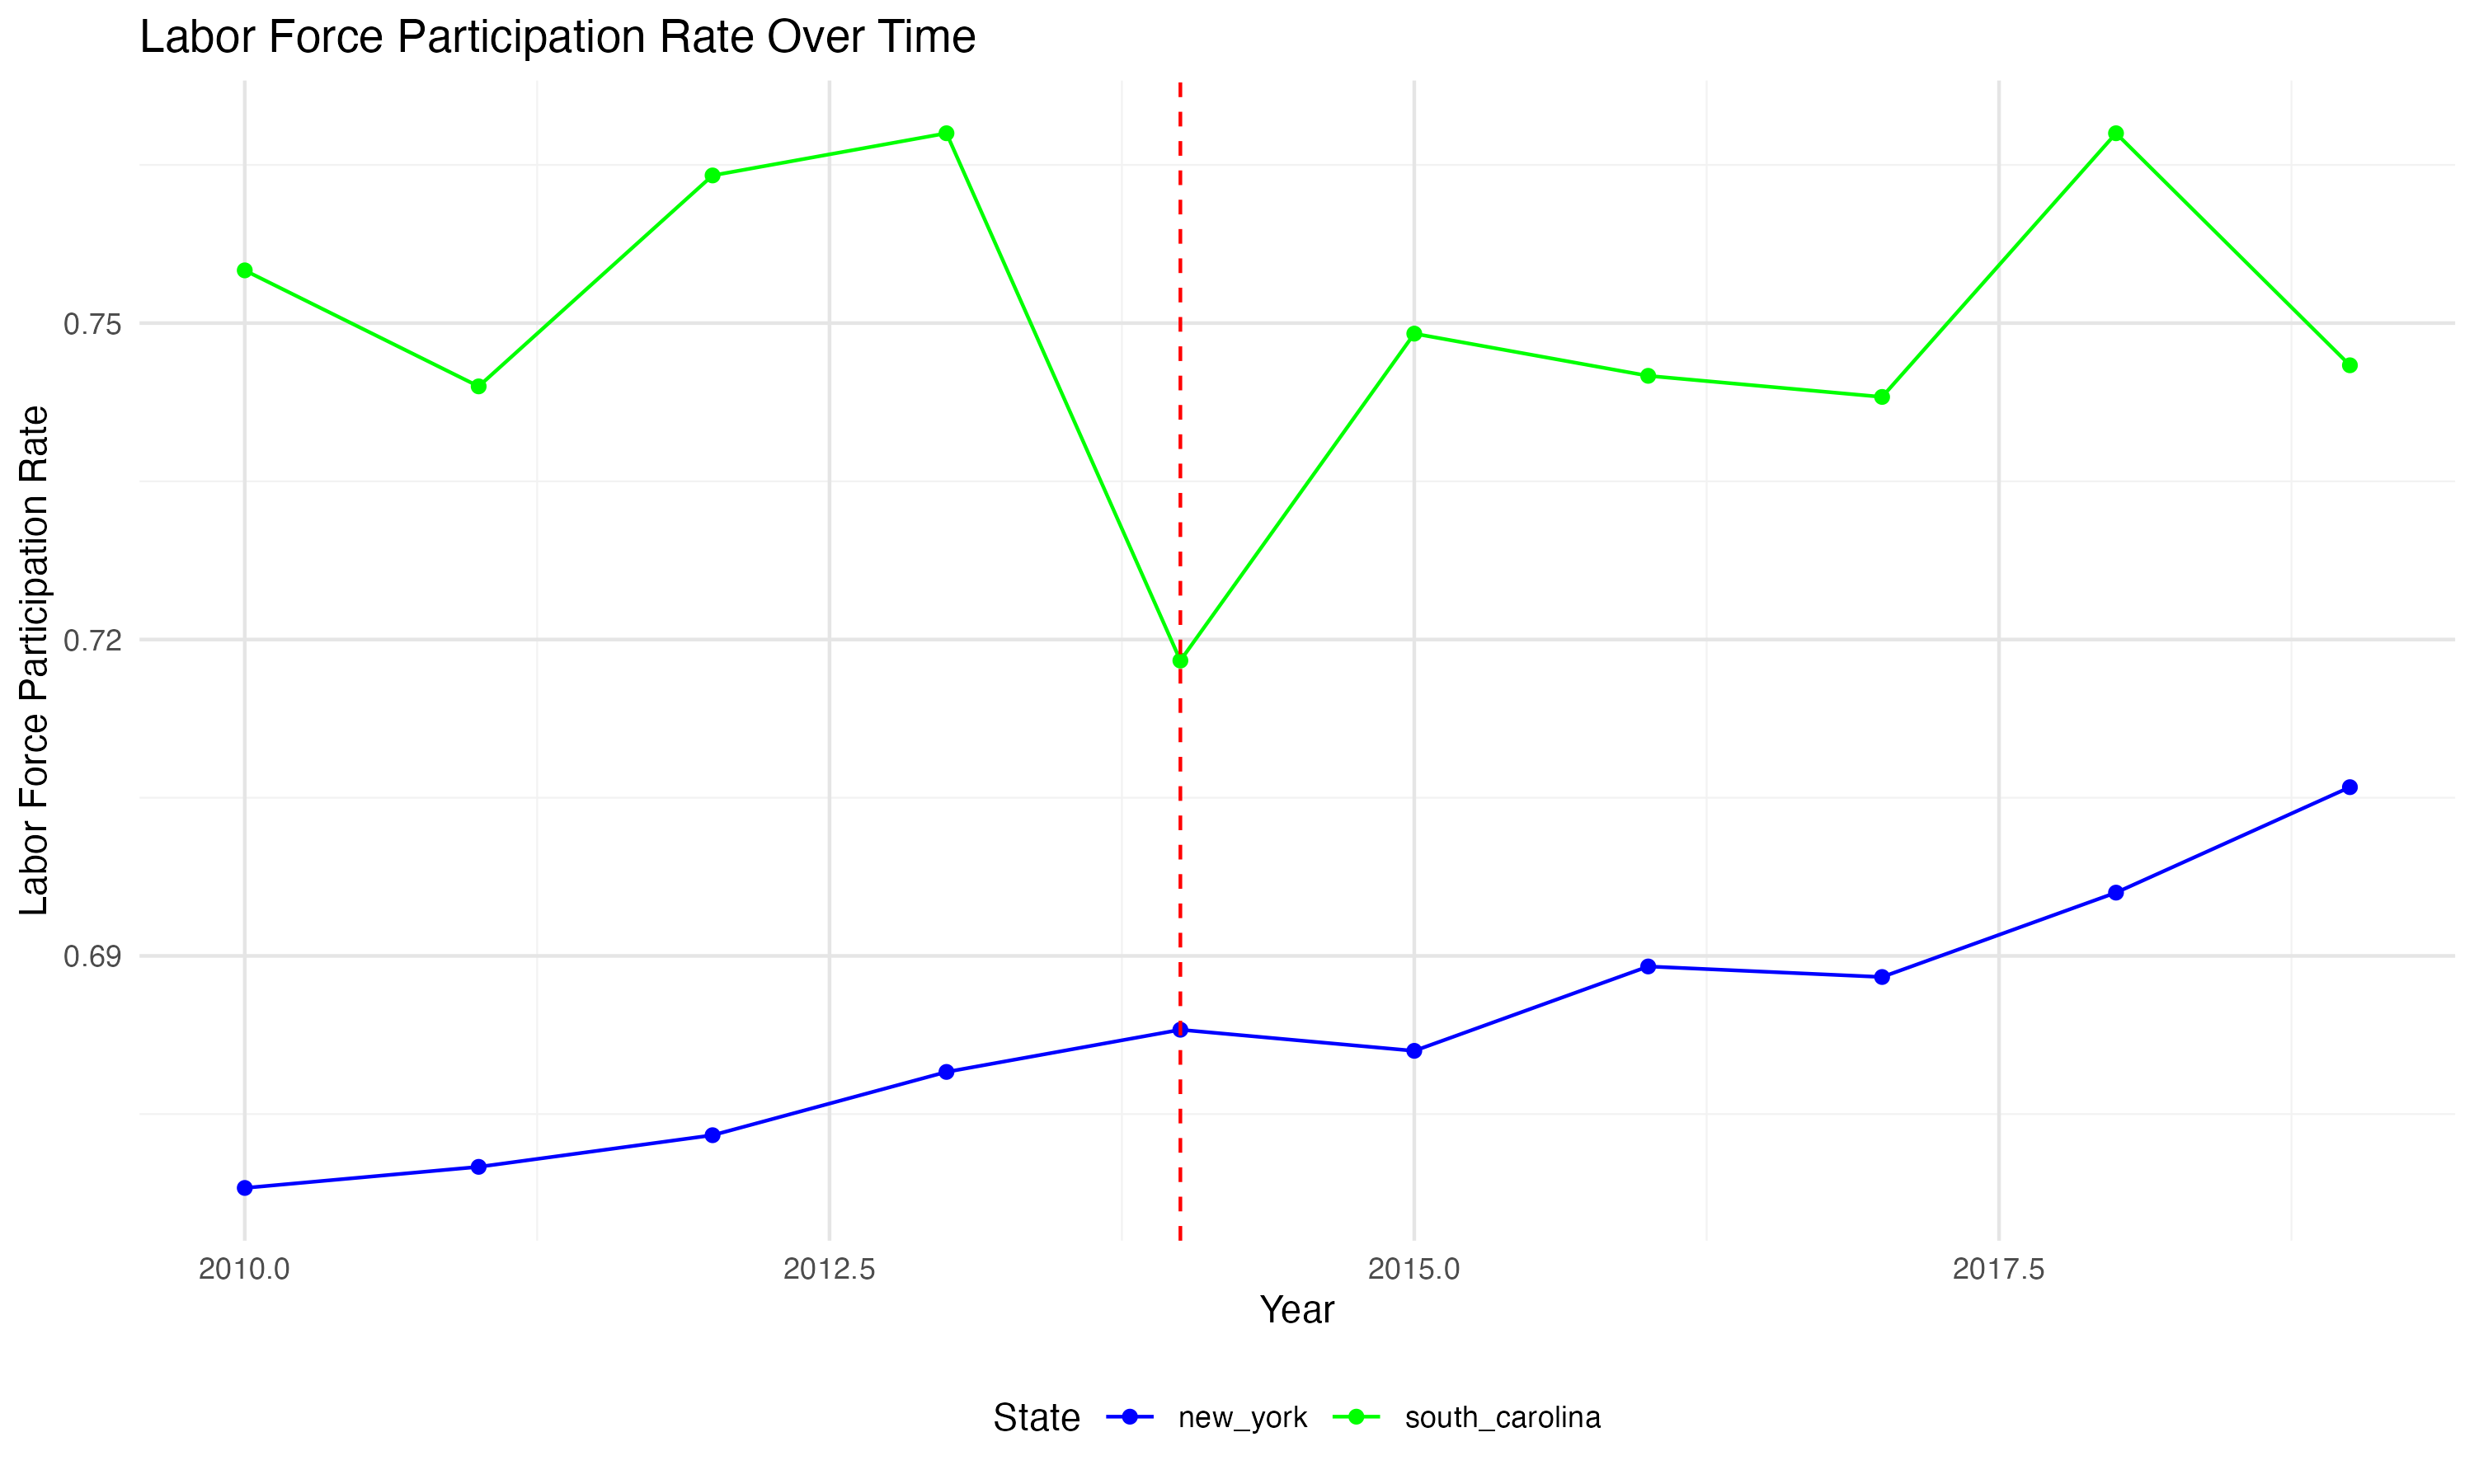 Labor Force Participation Rate Over Time
Labor Force Participation Rate
0.75
0.72
0.69
2010.0 2012.5 2015.0 2017.5
Year
State new_york south_carolina